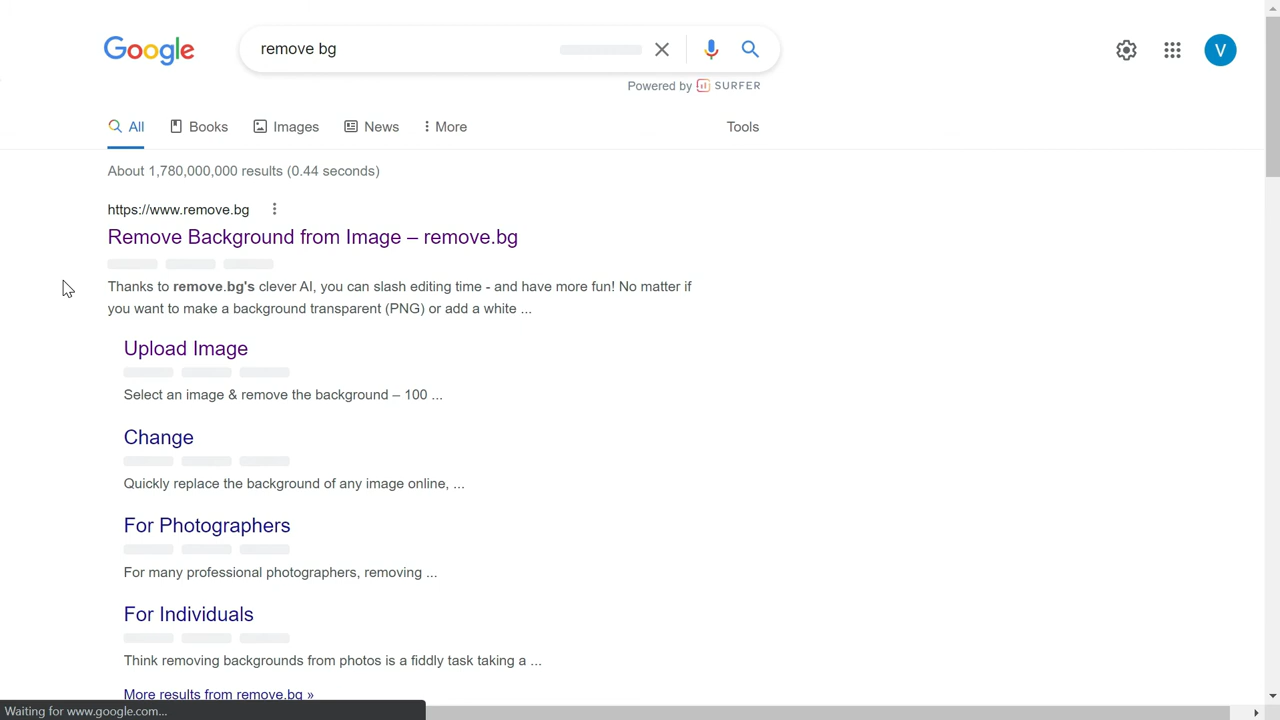 Google
remove bg
Powered by SURFER
V
All Books Images News More Tools
About 1,780,000,000 results (0.44 seconds)
https://www.remove.bg
Remove Background from Image – remove.bg
Thanks to remove.bg's clever AI, you can slash editing time - and have more fun! No matter if
you want to make a background transparent (PNG) or add a white ...
Upload Image
Select an image & remove the background – 100 ...
Change
Quickly replace the background of any image online, ...
For Photographers
For many professional photographers, removing ...
For Individuals
Think removing backgrounds from photos is a fiddly task taking a ...
More results from remove.bg »
Waiting for www.google.com...